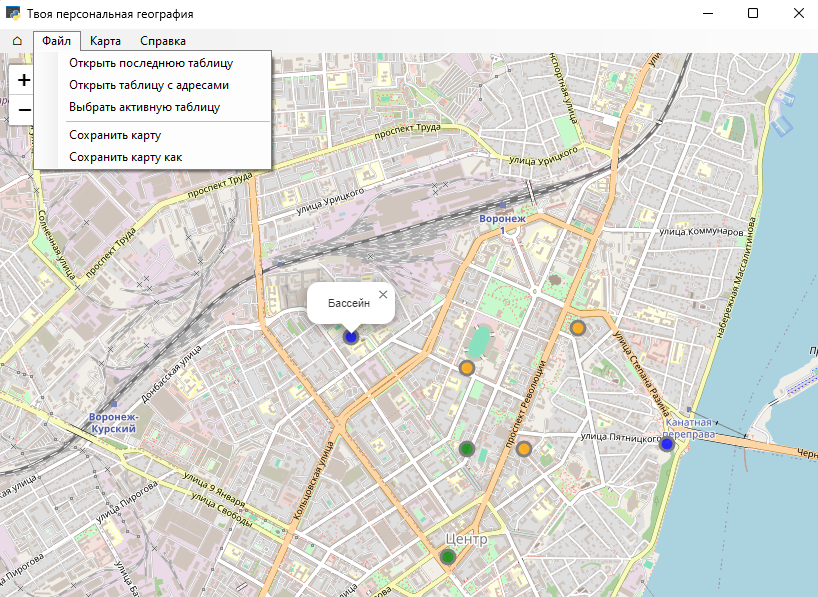 Твоя персональная география
Файл
Карта
Справка
Открыть последнюю таблицу
Открыть таблицу с адресами
Выбрать активную таблицу
Сохранить карту
Сохранить карту как
+
−
проспект Труда
улица Урицкого
проспект Труда
улица Урицкого
Солнечная улица
проспект Труда
Воронеж
1
улица Коммунаров
набережная Массалитинова
Бассейн
×
Донбасская улица
улица Степана Разина
проспект Революции
Воронеж-
Курский
Канатная
переправа
улица Пятницкого
Черн
Кольцовская улица
улица 9 Января
улица Свободы
улица Пирогова
Центр
Пирогова